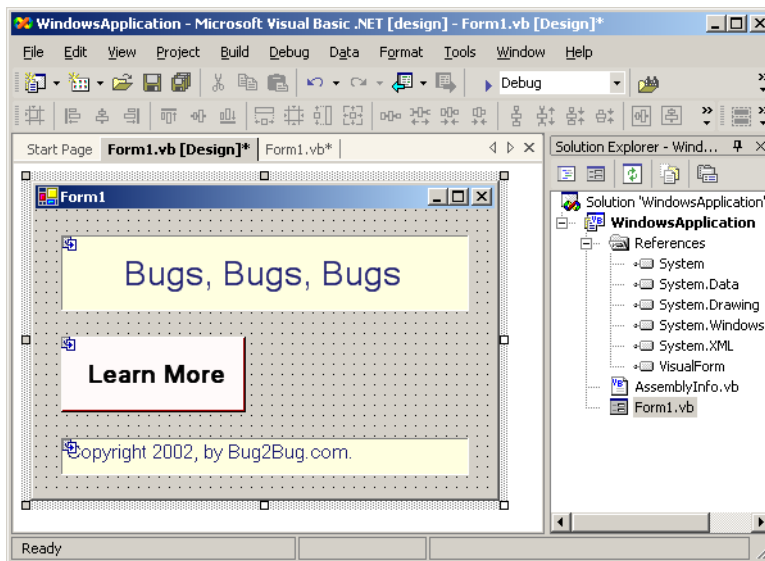 WindowsApplication - Microsoft Visual Basic .NET [design] - Form1.vb [Design]*
File Edit View Project Build Debug Data Format Tools Window Help
Debug
Start Page Form1.vb [Design]* Form1.vb*
Solution Explorer - Wind...
Form1
Bugs, Bugs, Bugs
Learn More
Copyright 2002, by Bug2Bug.com.
Solution 'WindowsApplication'
WindowsApplication
References
System
System.Data
System.Drawing
System.Windows
System.XML
VisualForm
AssemblyInfo.vb
Form1.vb
Ready